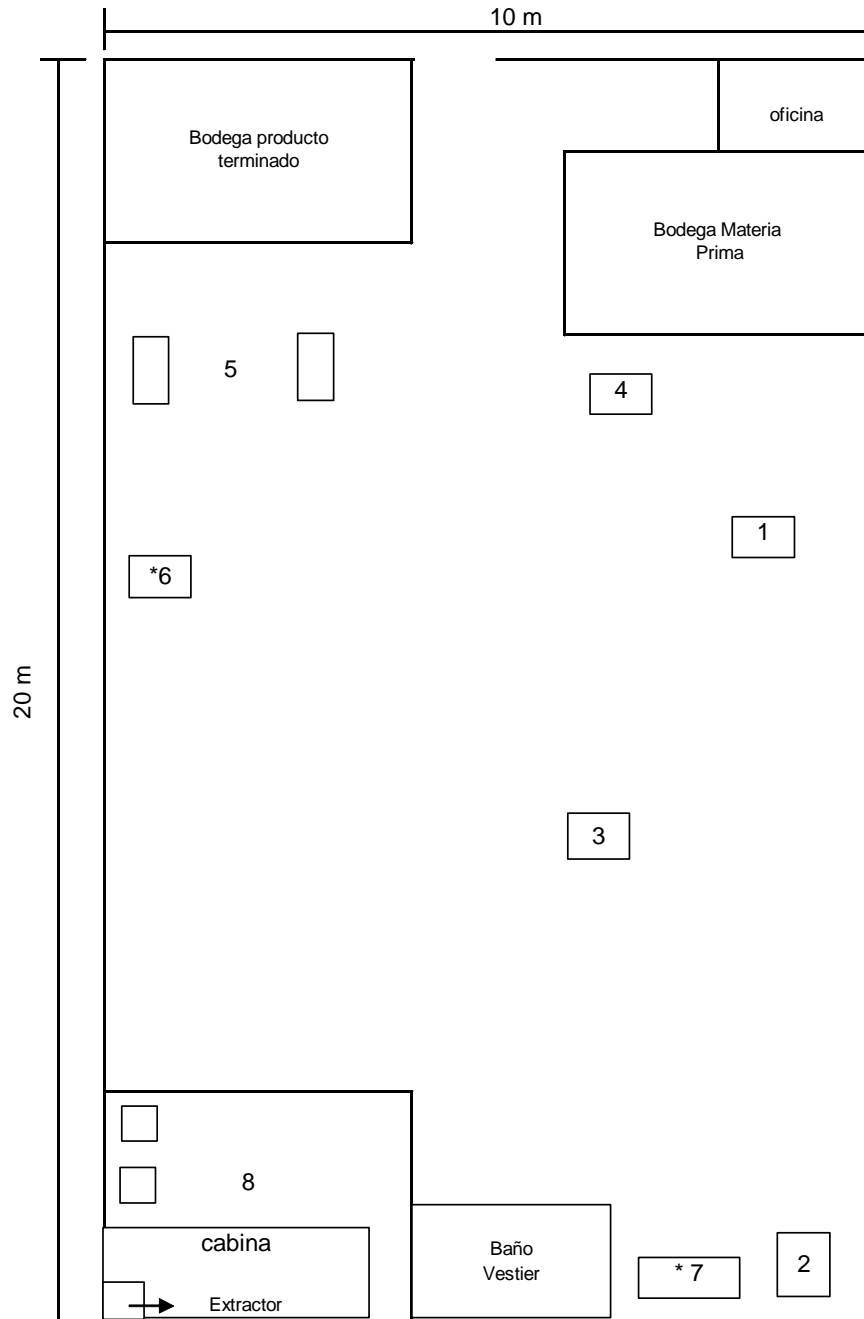 10 m
oficina
Bodega producto
terminado
Bodega Materia
Prima
5
4
1
*6
20 m
3
8
cabina
Baño
Vestier
* 7
2
Extractor